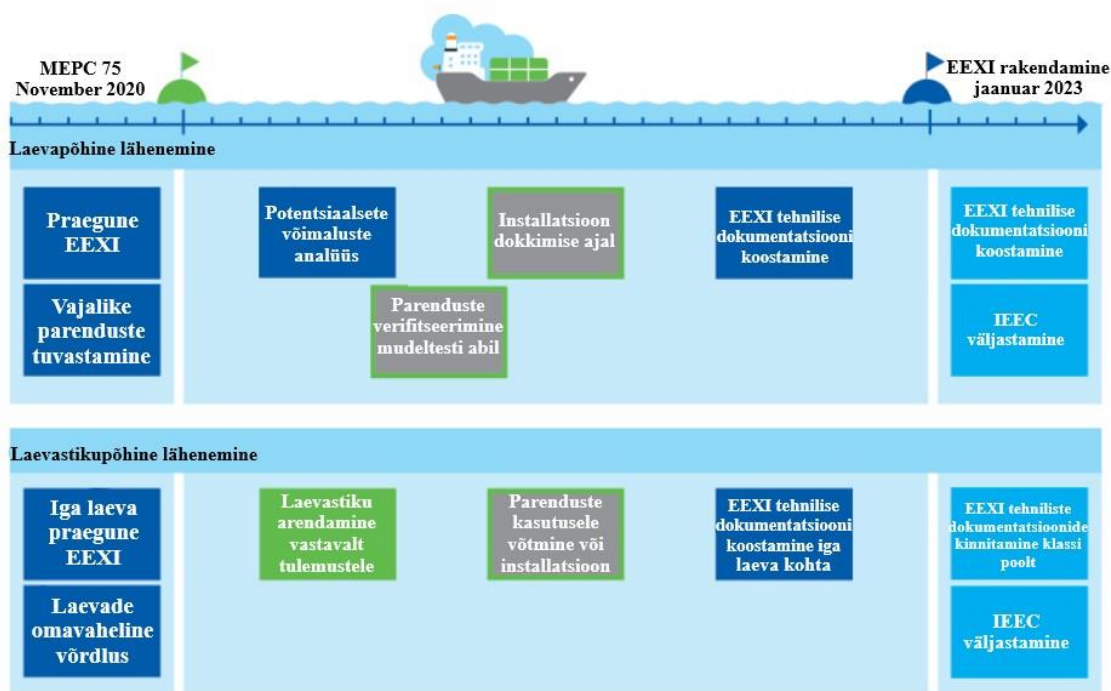 MEPC 75
November 2020
EEXI rakendamine
jaanuar 2023
Laevapõhine lähenemine
Praegune
EEXI
Vajalike
parenduste
tuvastamine
Potentsiaalsete
võimaluste
analüüs
Parenduste
verifitseerimine
mudeltesti abil
Installatsioon
dokkimise ajal
EEXI tehnilise
dokumentatsiooni
koostamine
EEXI tehnilise
dokumentatsiooni
koostamine
IEEC
väljastamine
Laevastikupõhine lähenemine
Iga laeva
praegune
EEXI
Laevade
omavaheline
võrdlus
Laevastiku
arendamine
vastavalt
tulemustele
Parenduste
kasutusele
võtmine või
installatsioon
EEXI tehnilise
dokumentatsiooni
koostamine iga
laeva kohta
EEXI tehniliste
dokumentatsioonide
kinnitamine klassi
poolt
IEEC
väljastamine